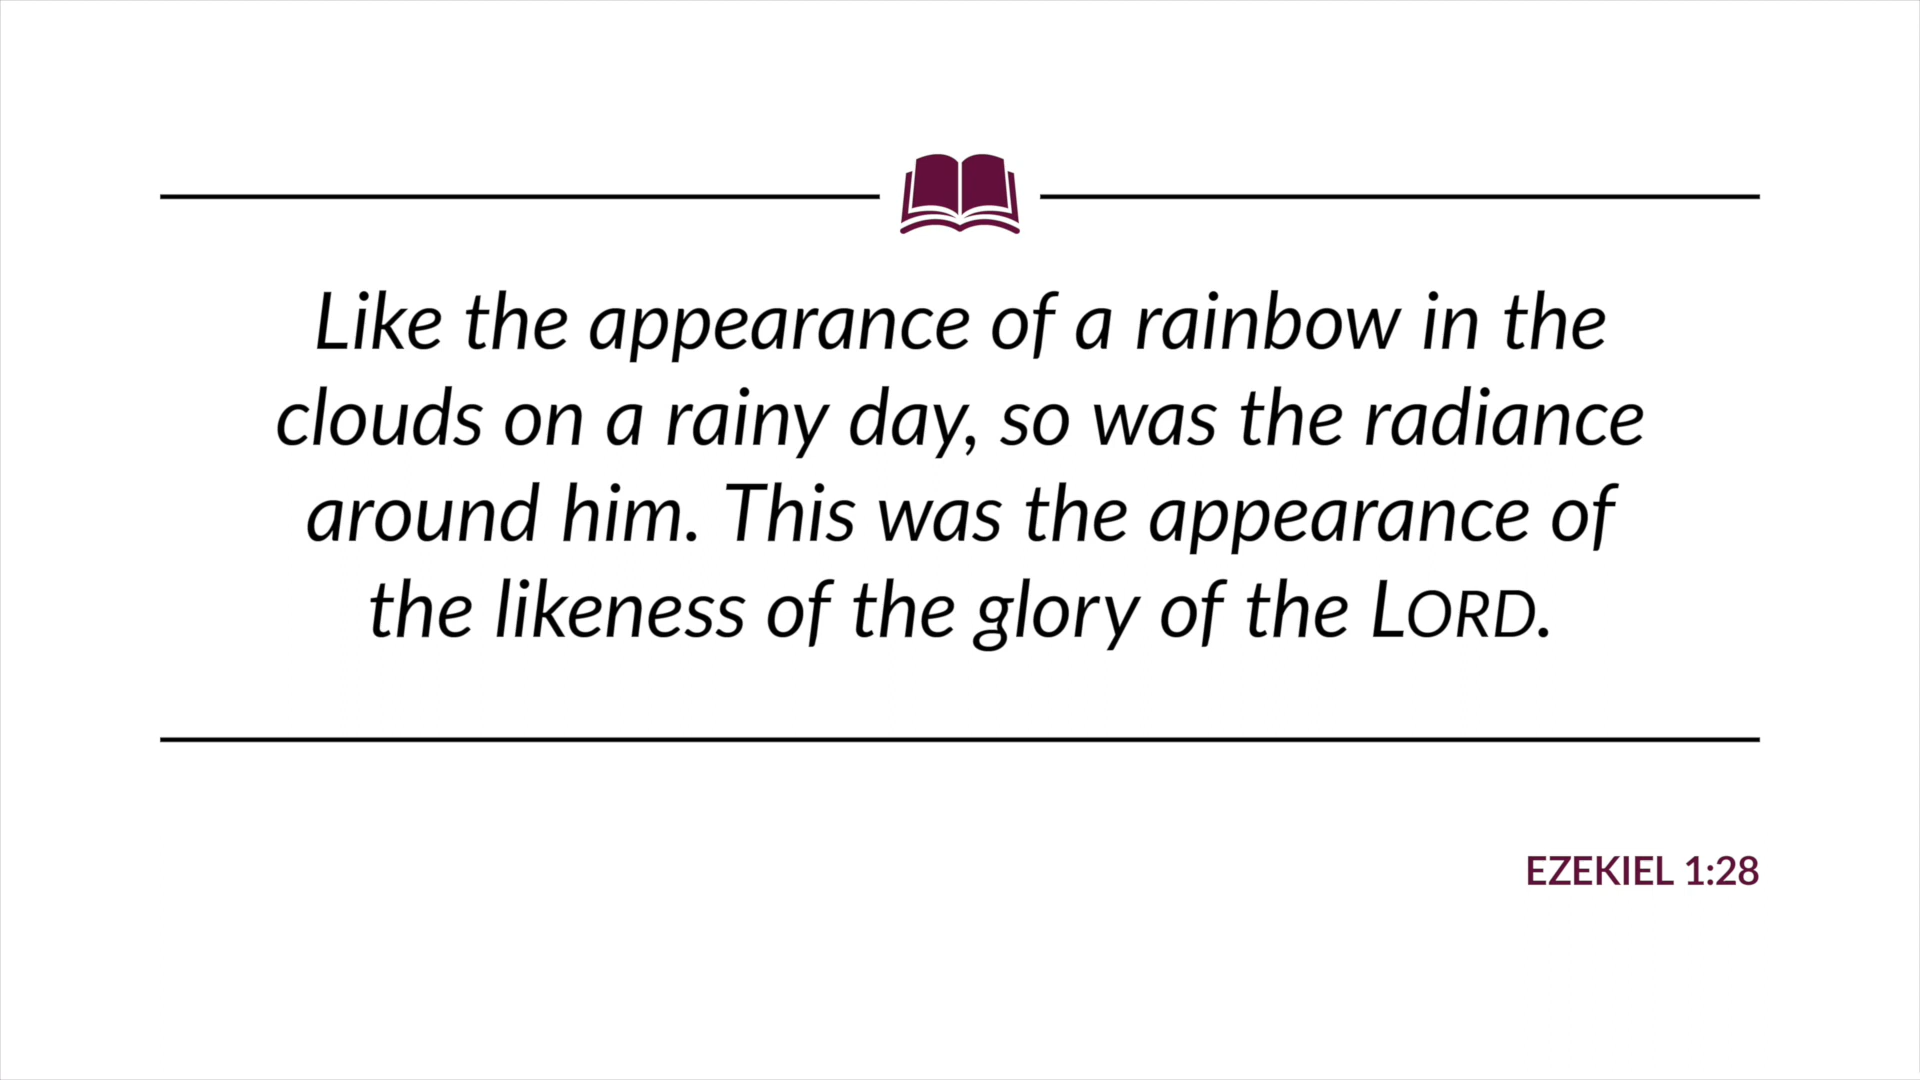 Like the appearance of a rainbow in the
clouds on a rainy day, so was the radiance
around him. This was the appearance of
the likeness of the glory of the LORD.
EZEKIEL 1:28